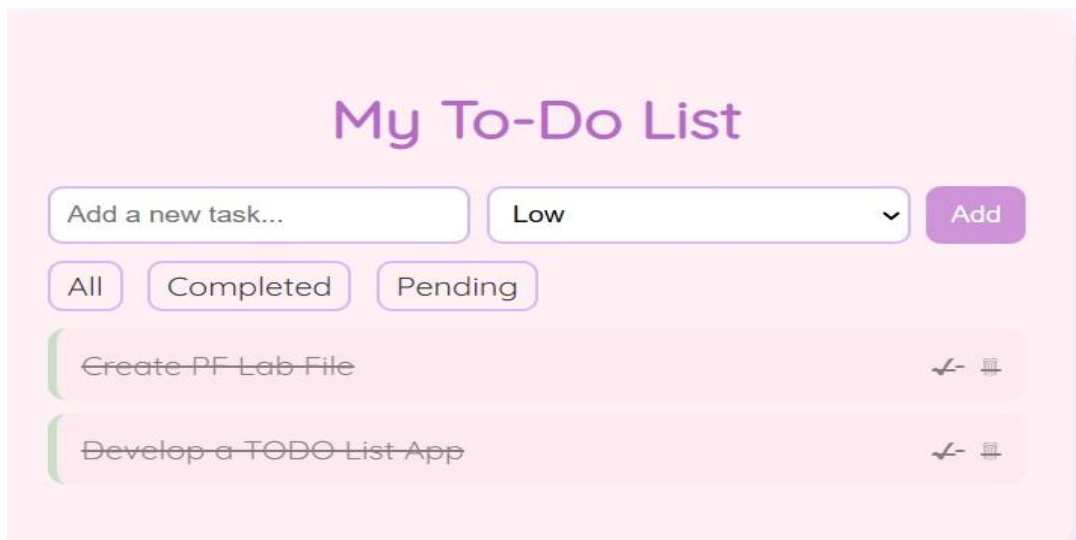 My To-Do List
Add a new task... Low Add
All Completed Pending
Create PF Lab File
Develop a TODO List App